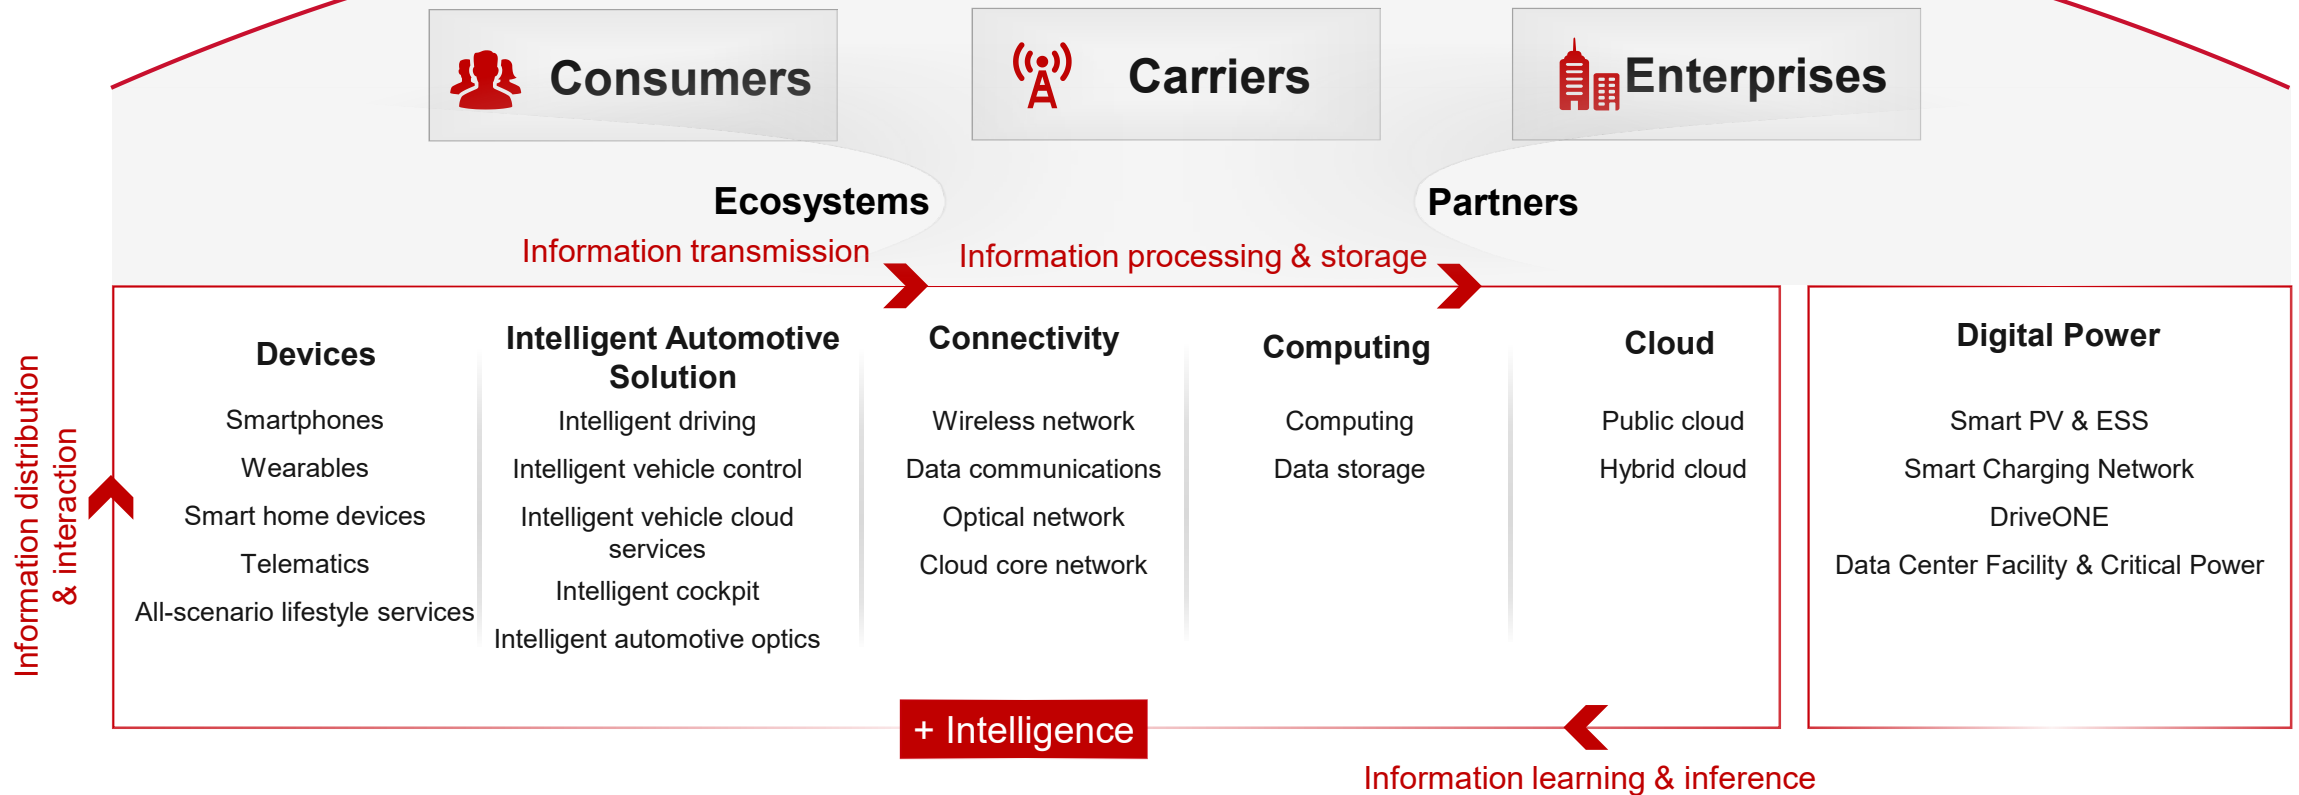 Consumers
Carriers
Enterprises
Ecosystems
Partners
Information transmission
Information processing & storage
Information distribution
& interaction
Devices
Smartphones
Wearables
Smart home devices
Telematics
All-scenario lifestyle services
Intelligent Automotive
Solution
Intelligent driving
Intelligent vehicle control
Intelligent vehicle cloud
services
Intelligent cockpit
Intelligent automotive optics
Connectivity
Wireless network
Data communications
Optical network
Cloud core network
Computing
Computing
Data storage
Cloud
Public cloud
Hybrid cloud
Digital Power
Smart PV & ESS
Smart Charging Network
DriveONE
Data Center Facility & Critical Power
+ Intelligence
Information learning & inference